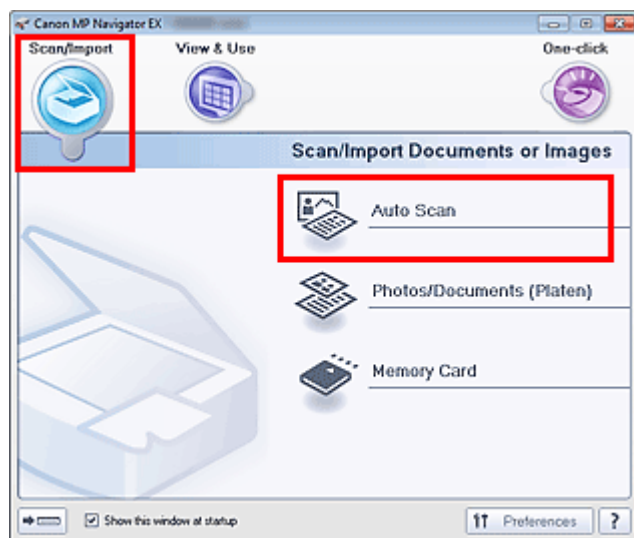 Canon MP Navigator EX
Scan/Import View & Use One-click
Scan/Import Documents or Images
Auto Scan
Photos/Documents (Platen)
Memory Card
Show this window at startup Preferences ?